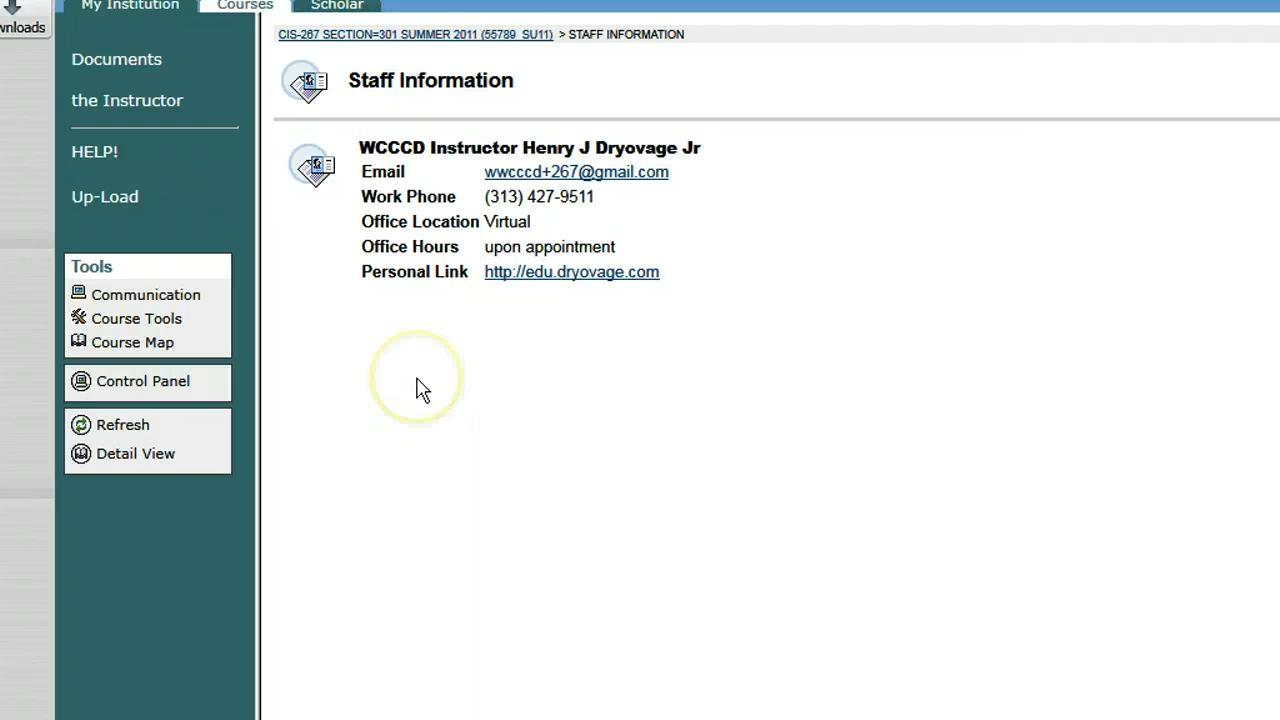 My Institution
Courses
Scholar
wnloads
Documents
the Instructor
HELP!
Up-Load
Tools
Communication
Course Tools
Course Map
Control Panel
Refresh
Detail View
CIS-267 SECTION=301 SUMMER 2011 (55789_SU11) > STAFF INFORMATION
Staff Information
WCCCD Instructor Henry J Dryovage Jr
Email wwcccd+267@gmail.com
Work Phone (313) 427-9511
Office Location Virtual
Office Hours upon appointment
Personal Link http://edu.dryovage.com